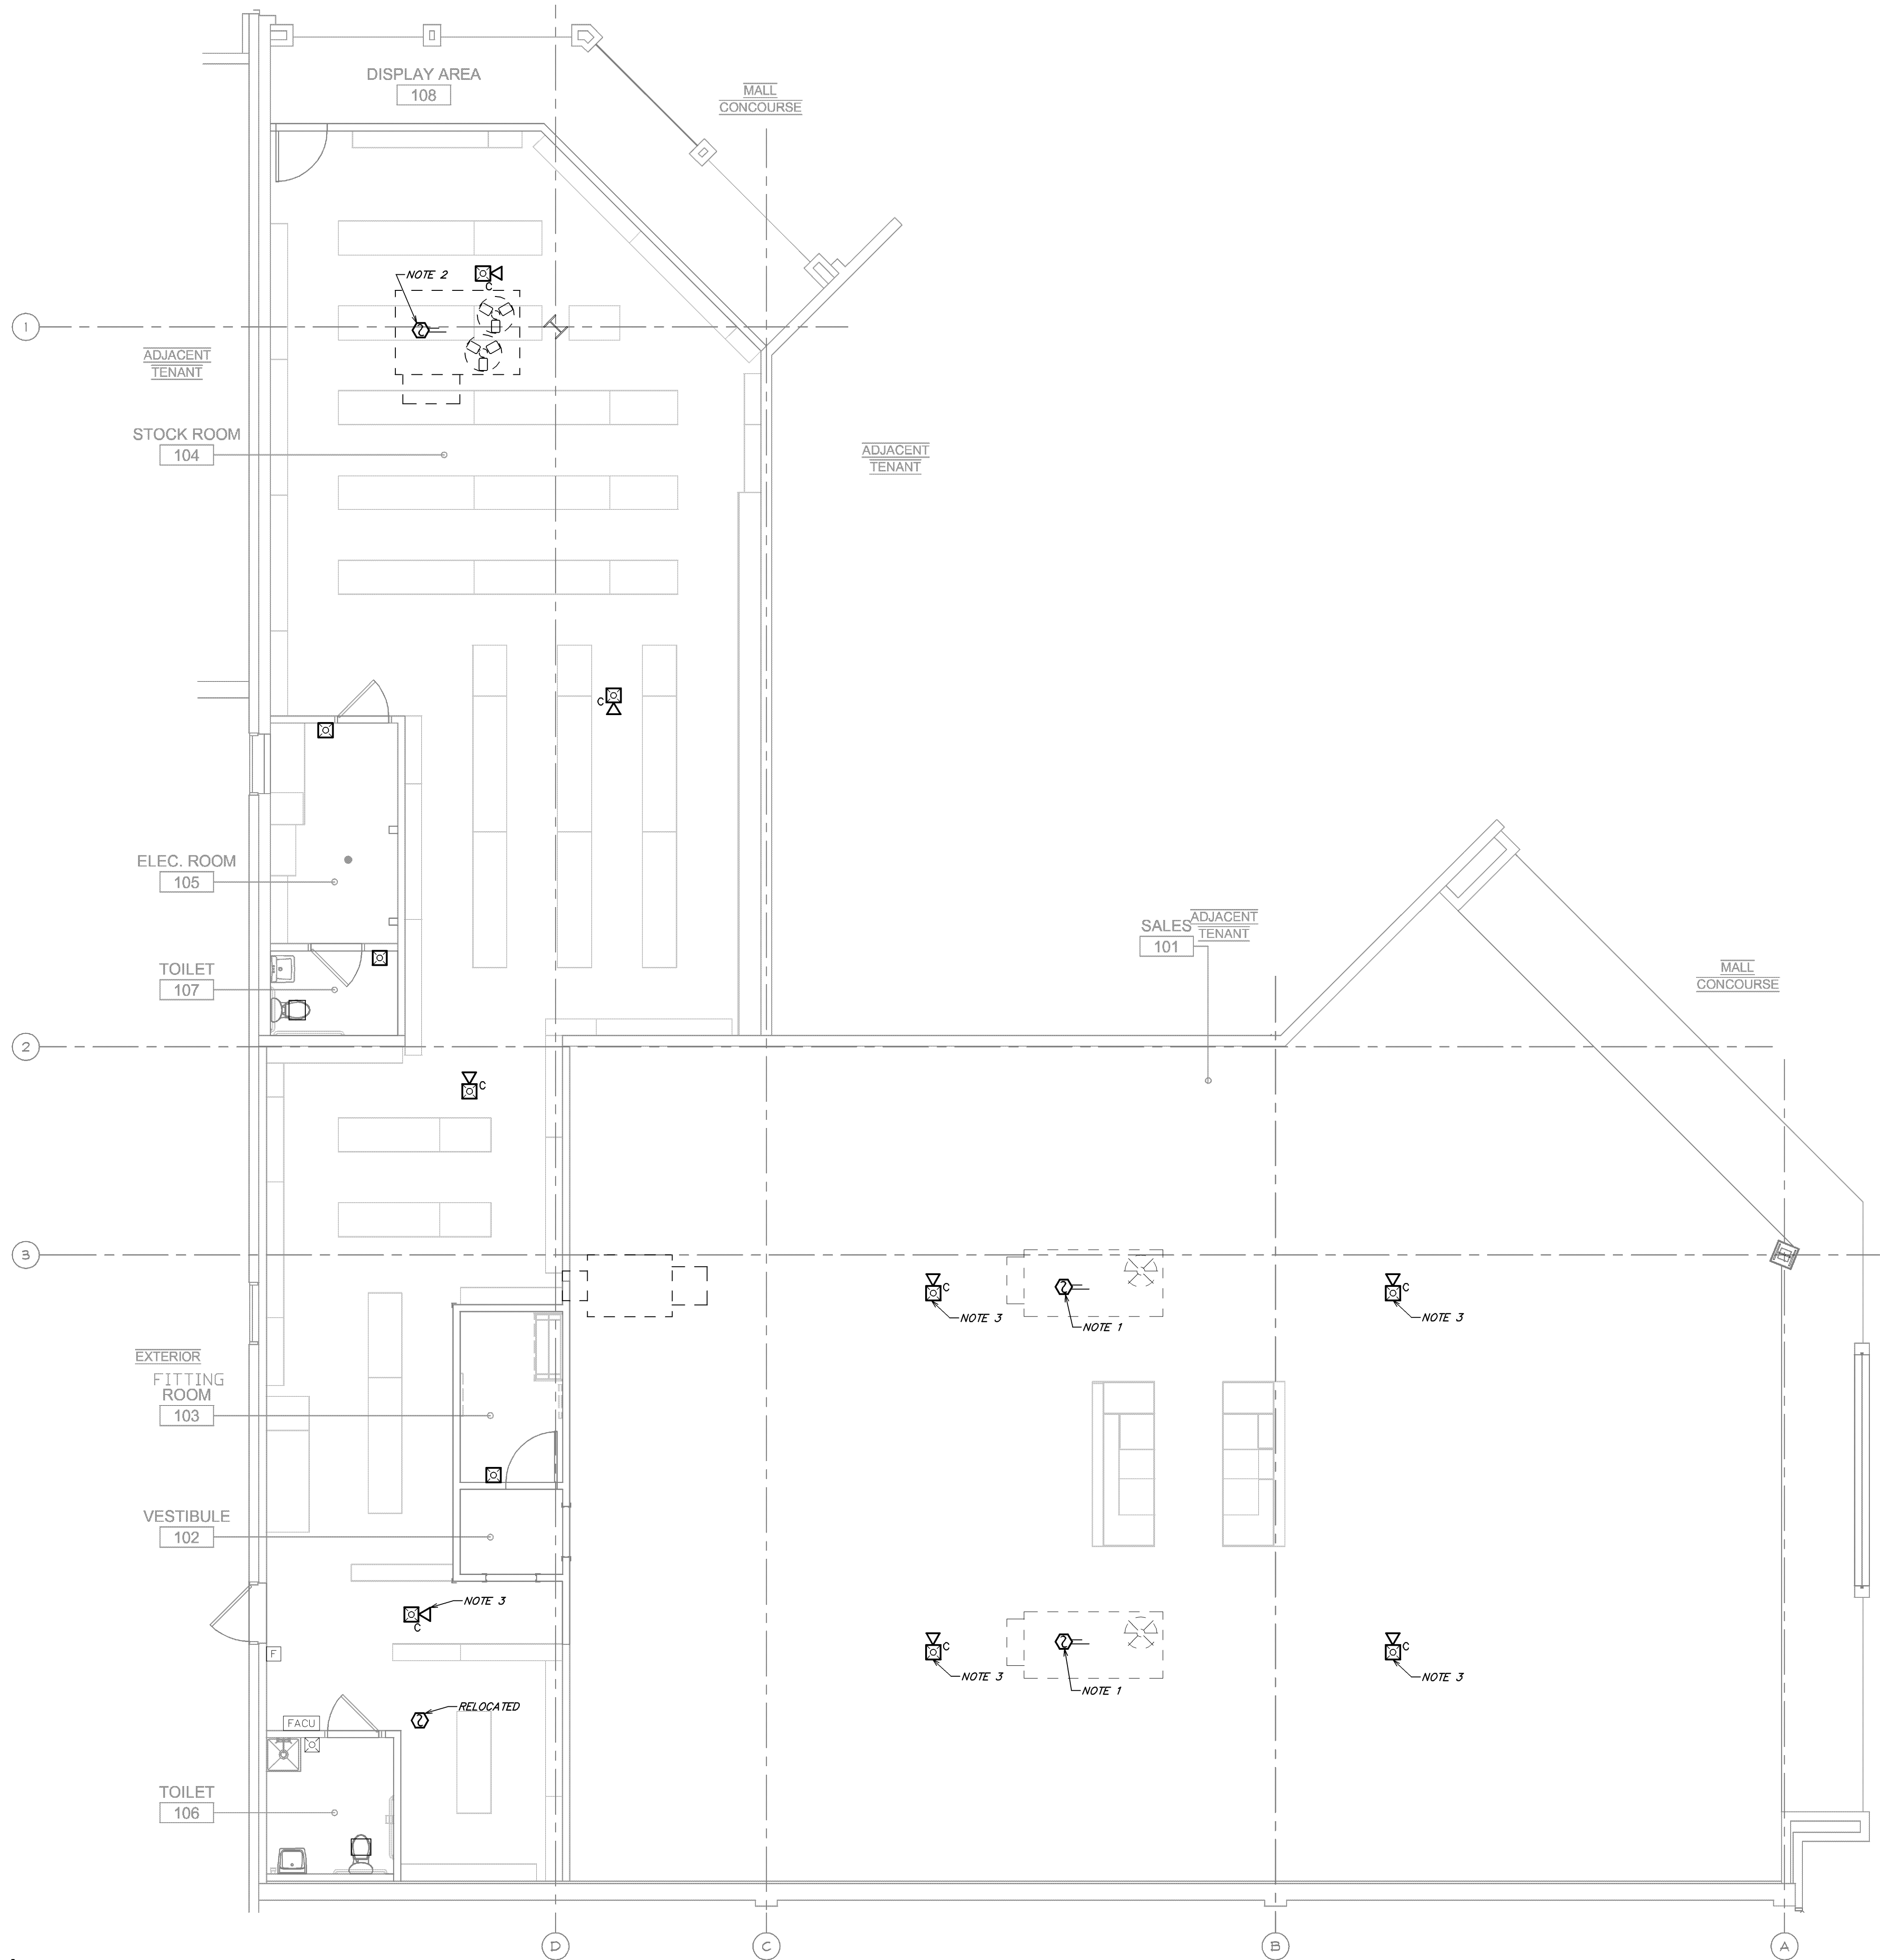 DISPLAY AREA
108
MALL
CONCOURSE
NOTE 2
C
1
ADJACENT
TENANT
STOCK ROOM
104
ADJACENT
TENANT
C
ELEC. ROOM
105
SALES
101
ADJACENT
TENANT
TOILET
107
MALL
CONCOURSE
2
C
3
C
NOTE 3
NOTE 1
C
NOTE 3
EXTERIOR
FITTING
ROOM
103
VESTIBULE
102
NOTE 3
C
F
C
NOTE 3
NOTE 1
C
NOTE 3
RELOCATED
FACU
TOILET
106
D
C
B
A